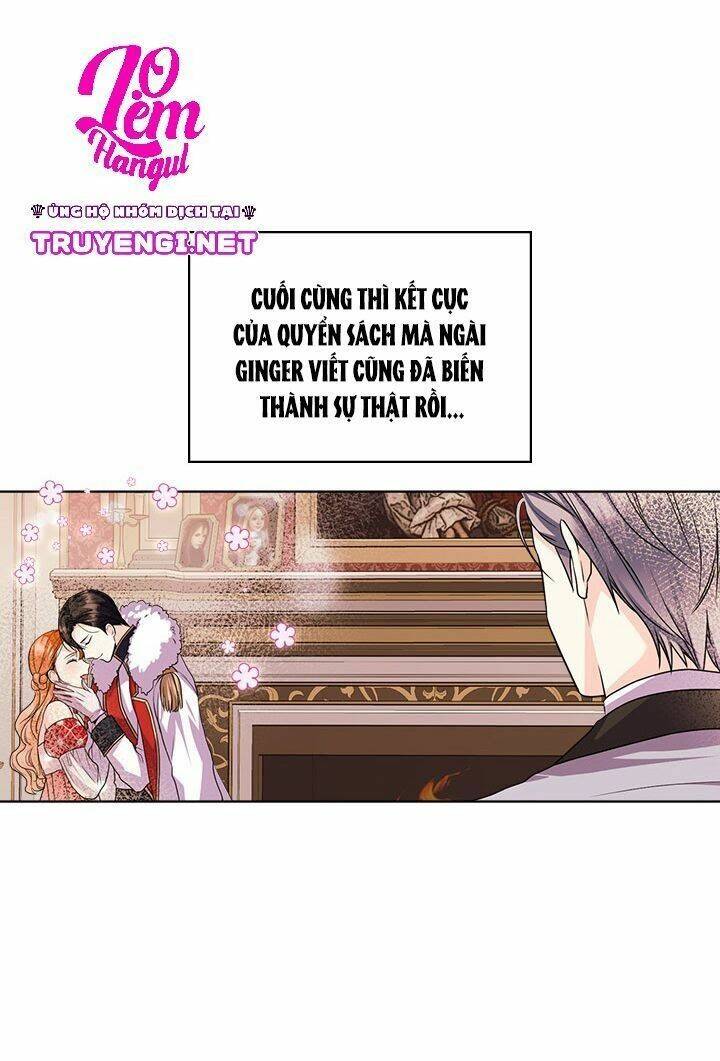 LO
LEM
HANGUL
ỦNG HỘ NHÓM DỊCH TẠI
TRUYENGI.NET
CUỐI CÙNG THÌ KẾT CỤC
CỦA QUYỂN SÁCH MÀ NGÀI
GINGER VIẾT CŨNG ĐÃ BIẾN
THÀNH SỰ THẬT RỒI...